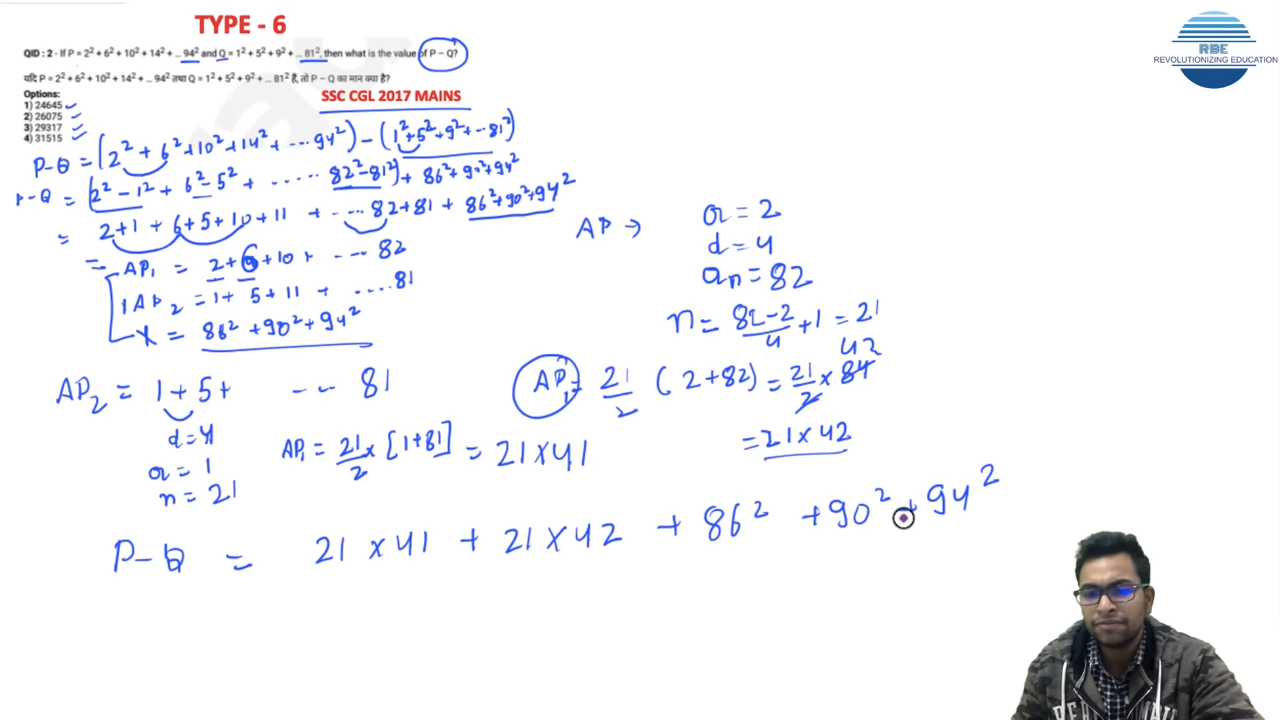 TYPE - 6
RBE
REVOLUTIONIZING EDUCATION
QID : 2 - If P = 2² + 6² + 10² + 14² + .. 94² and Q = 1² + 5² + 9² + .. 81², then what is the value of P – Q?
यदि P = 2² + 6² + 10² + 14² + .. 94² तथा Q = 1² + 5² + 9² + .. 81² है, तो P – Q का मान क्या है?
Options:
1) 24645
2) 26075
3) 29317
4) 31515
SSC CGL 2017 MAINS
P-Q = (2² + 6² + 10² + 14² + ... 94²) - (1² + 5² + 9² + ... 81²)
P-Q = (2² - 1² + 6² - 5² + ...... 82² - 81²) + 86² + 90² + 94²
= 2+1 + 6+5+10+11 + .... 82+81 + 86² + 90² + 94²
= AP₁ = 2+6+10+ ..... 82
AP₂ = 1+ 5+11 + .....81
X = 86² + 90² + 94²
AP →
a = 2
d = 4
an = 82
n = 82-2/4 + 1 = 21
AP₂ = 1+5+ .... 81
d = 4
a = 1
n = 21
AP₁ = 21/2 x [1+81] = 21x41
AP₁ = 21/2 (2+82) = 21/2 x 84
42
= 21x42
P-Q = 21 x 41 + 21 x 42 + 86² + 90² + 94²